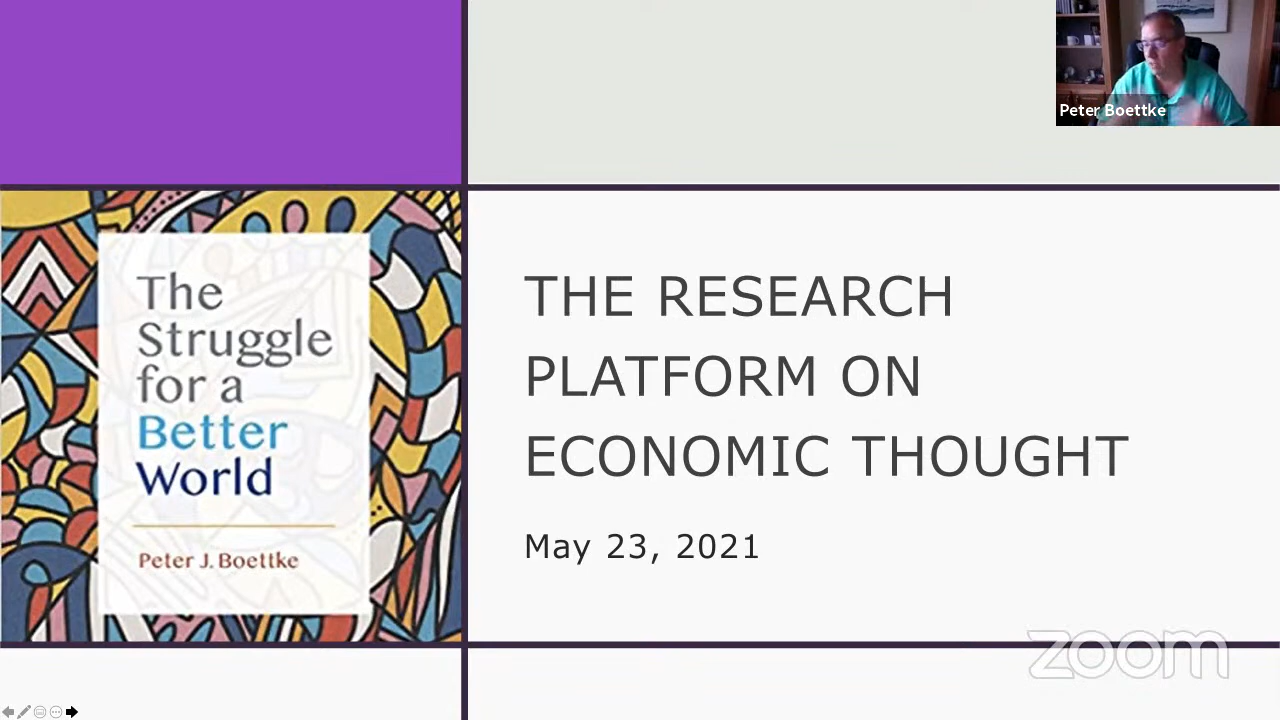 Peter Boettke
The
Struggle
for a
Better
World
Peter J. Boettke
THE RESEARCH
PLATFORM ON
ECONOMIC THOUGHT
May 23, 2021
zoom